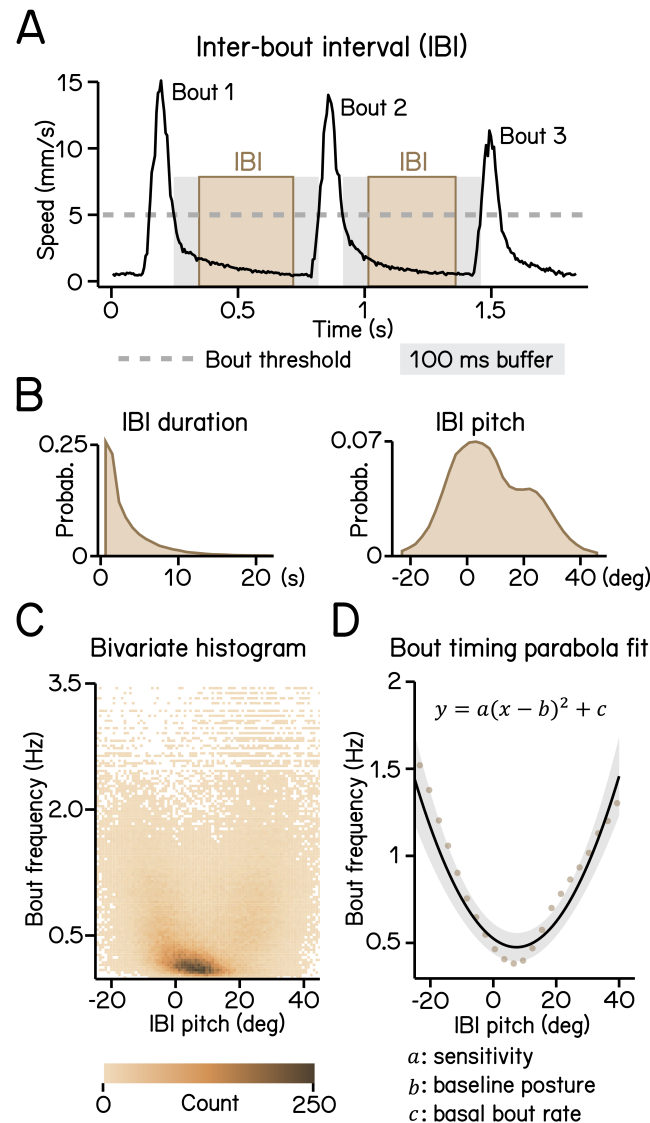 A
Inter-bout interval (IBI)
Speed (mm/s)
15
10
5
0
Bout 1
Bout 2
Bout 3
IBI
IBI
0
0.5
1
1.5
Time (s)
Bout threshold
100 ms buffer
B
IBI duration
Probab.
0.25
0
0
10
20
(s)
IBI pitch
Probab.
0.07
0
-20
0
20
40
(deg)
C
Bivariate histogram
Bout frequency (Hz)
3.5
2.0
0.5
-20
0
20
40
IBI pitch (deg)
0
Count
250
D
Bout timing parabola fit
y = a(x − b)² + c
Bout frequency (Hz)
2
1.5
1
0.5
-20
0
20
40
IBI pitch (deg)
a: sensitivity
b: baseline posture
c: basal bout rate